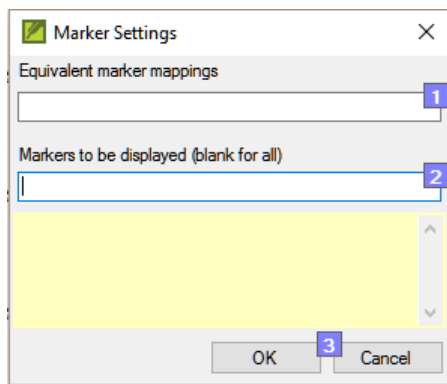 Marker Settings
Equivalent marker mappings
1
Markers to be displayed (blank for all)
2
3
OK Cancel